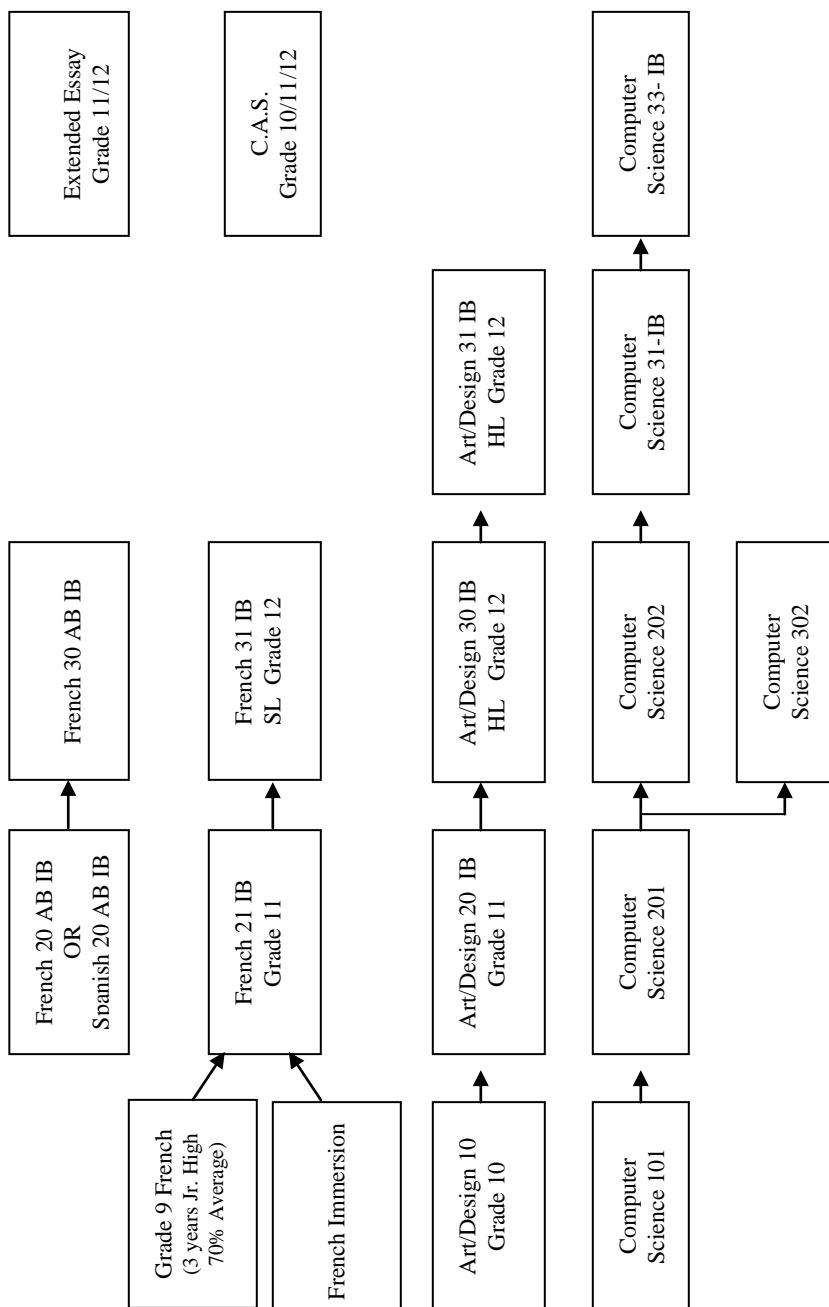 French 20 AB IB
OR
Spanish 20 AB IB
French 30 AB IB
Extended Essay
Grade 11/12
Grade 9 French
(3 years Jr. High
70% Average)
French Immersion
French 21 IB
Grade 11
French 31 IB
SL Grade 12
C.A.S.
Grade 10/11/12
Art/Design 10
Grade 10
Art/Design 20 IB
Grade 11
Art/Design 30 IB
HL Grade 12
Art/Design 31 IB
HL Grade 12
Computer
Science 101
Computer
Science 201
Computer
Science 202
Computer
Science 31-IB
Computer
Science 33- IB
Computer
Science 302